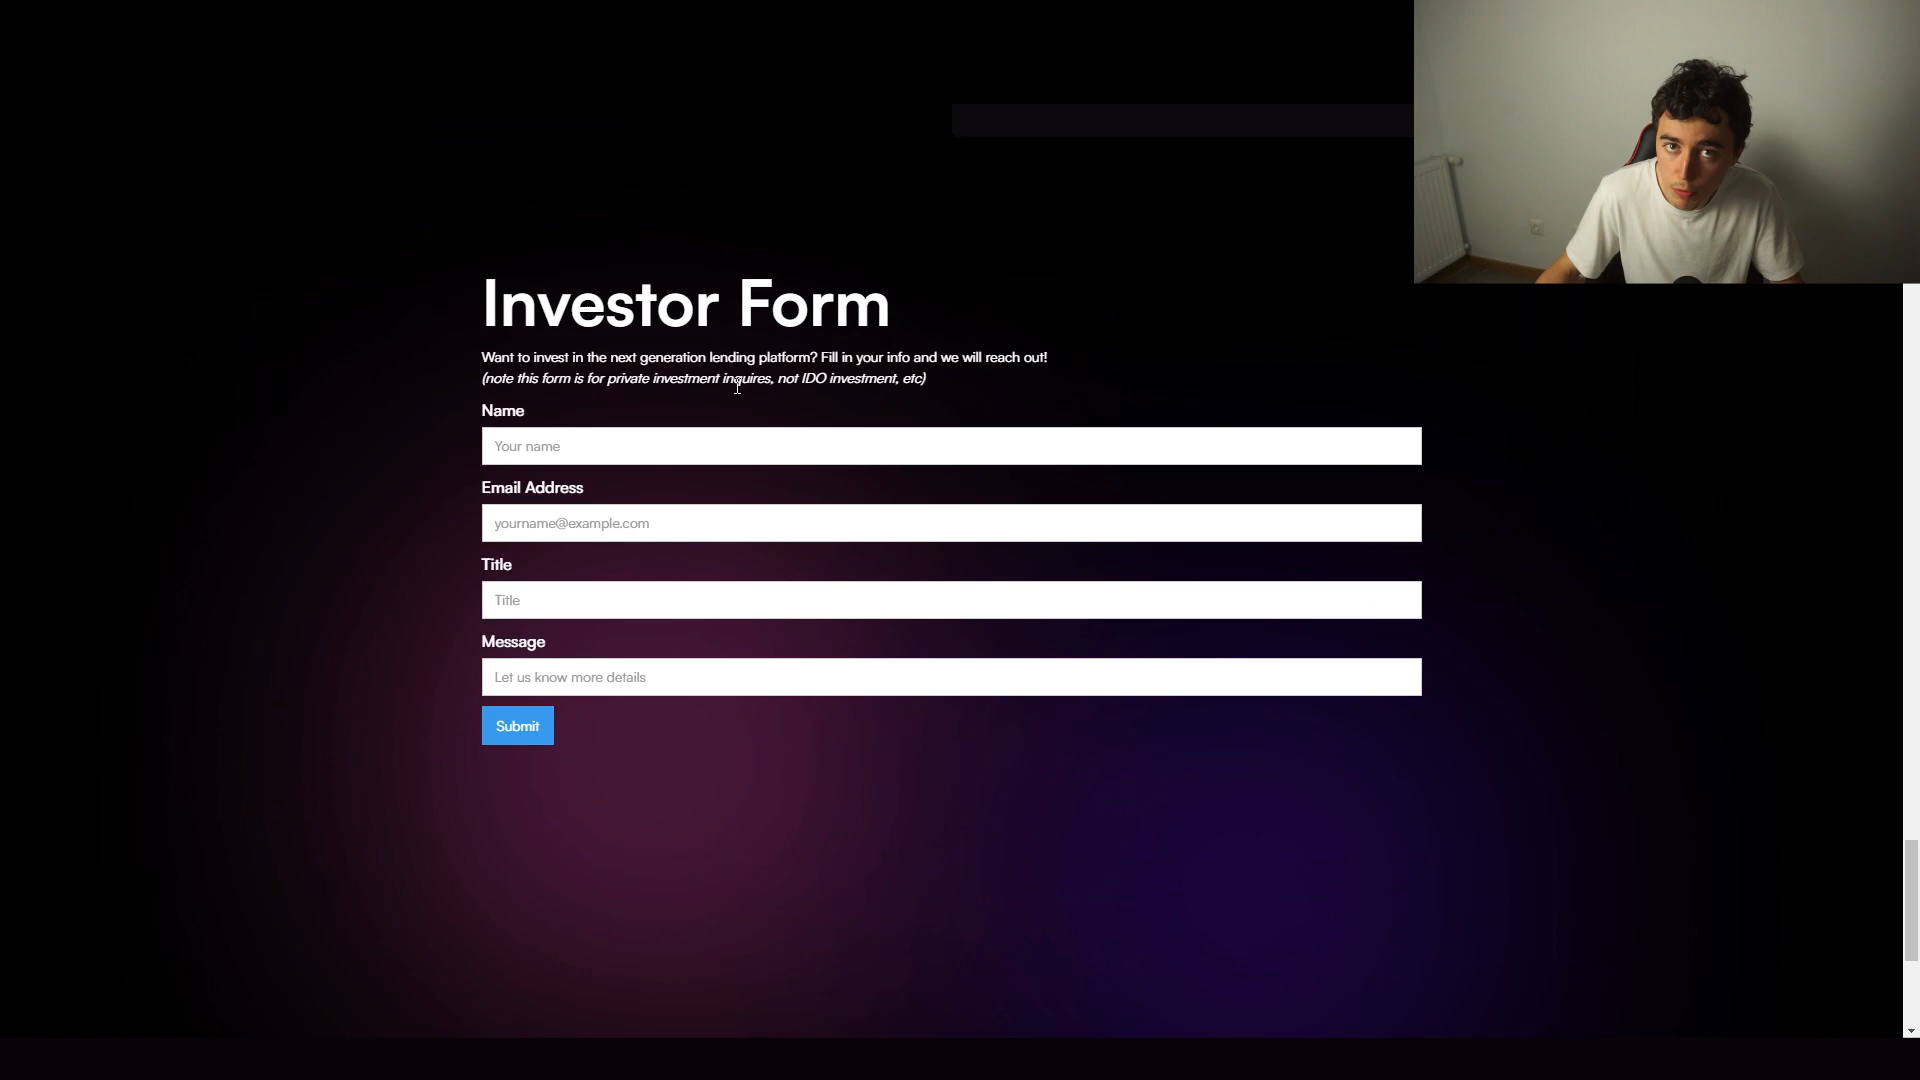 Investor Form
Want to invest in the next generation lending platform? Fill in your info and we will reach out!
(note this form is for private investment inquires, not IDO investment, etc)
Name
Your name
Email Address
yourname@example.com
Title
Title
Message
Let us know more details
Submit